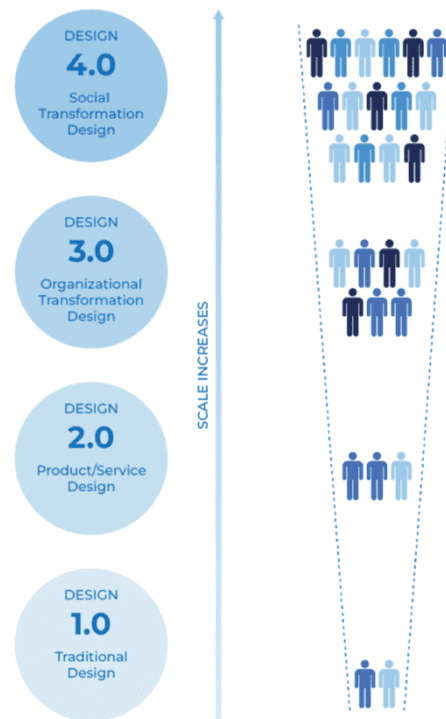 DESIGN
4.0
Social
Transformation
Design
DESIGN
3.0
Organizational
Transformation
Design
DESIGN
2.0
Product/Service
Design
DESIGN
1.0
Traditional
Design
SCALE INCREASES